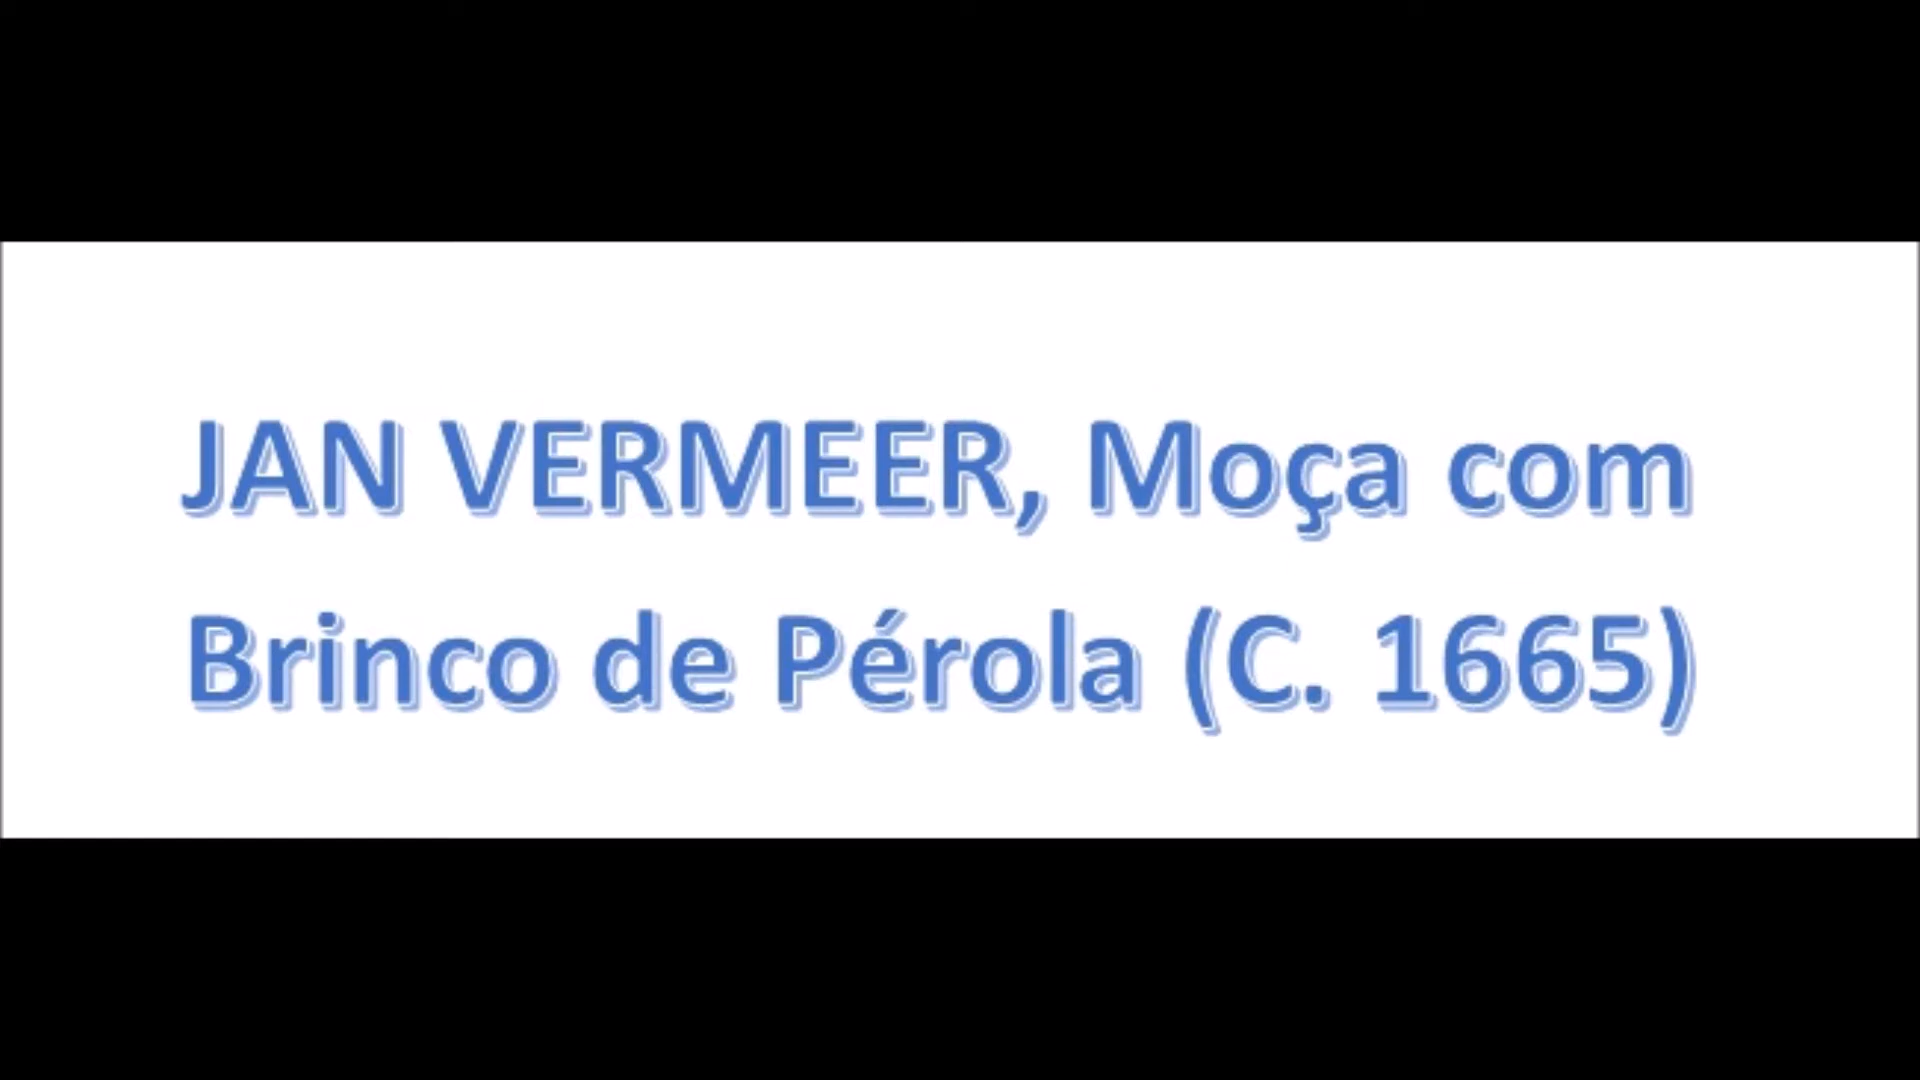 JAN VERMEER, Moça com
Brinco de Pérola (C. 1665)